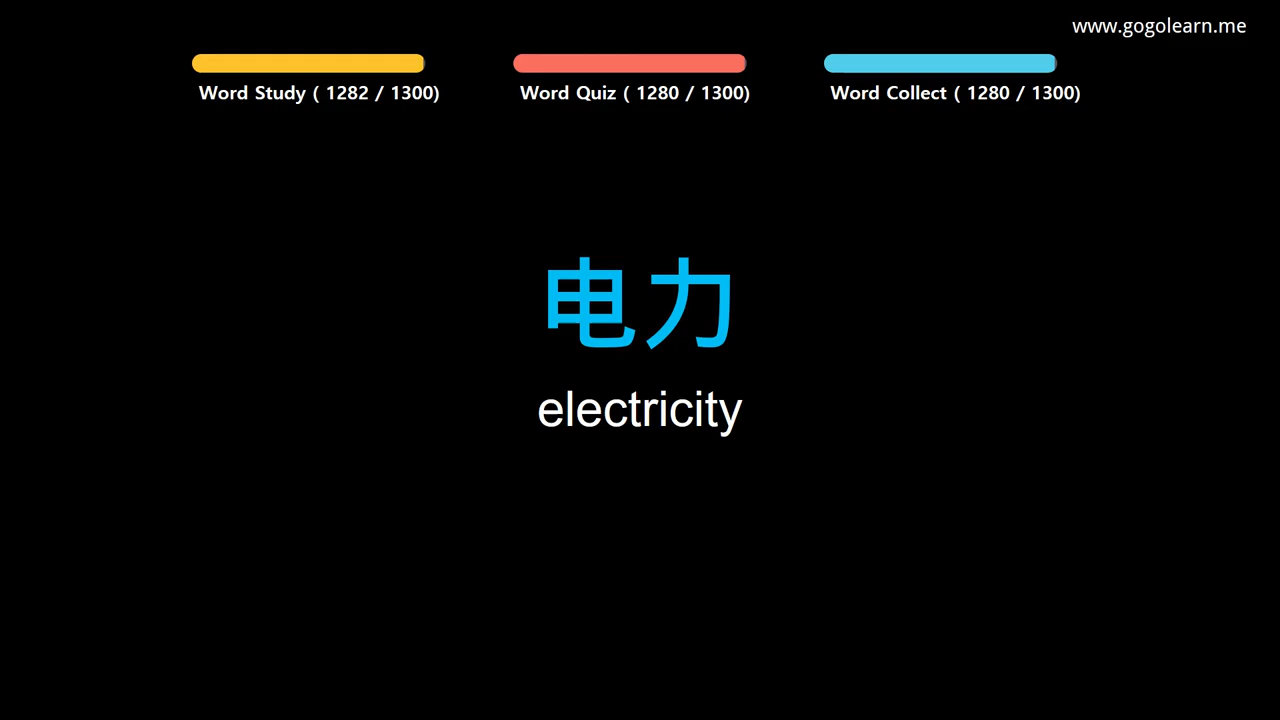 www.gogolearn.me
Word Study ( 1282 / 1300)
Word Quiz ( 1280 / 1300)
Word Collect ( 1280 / 1300)
电力
electricity